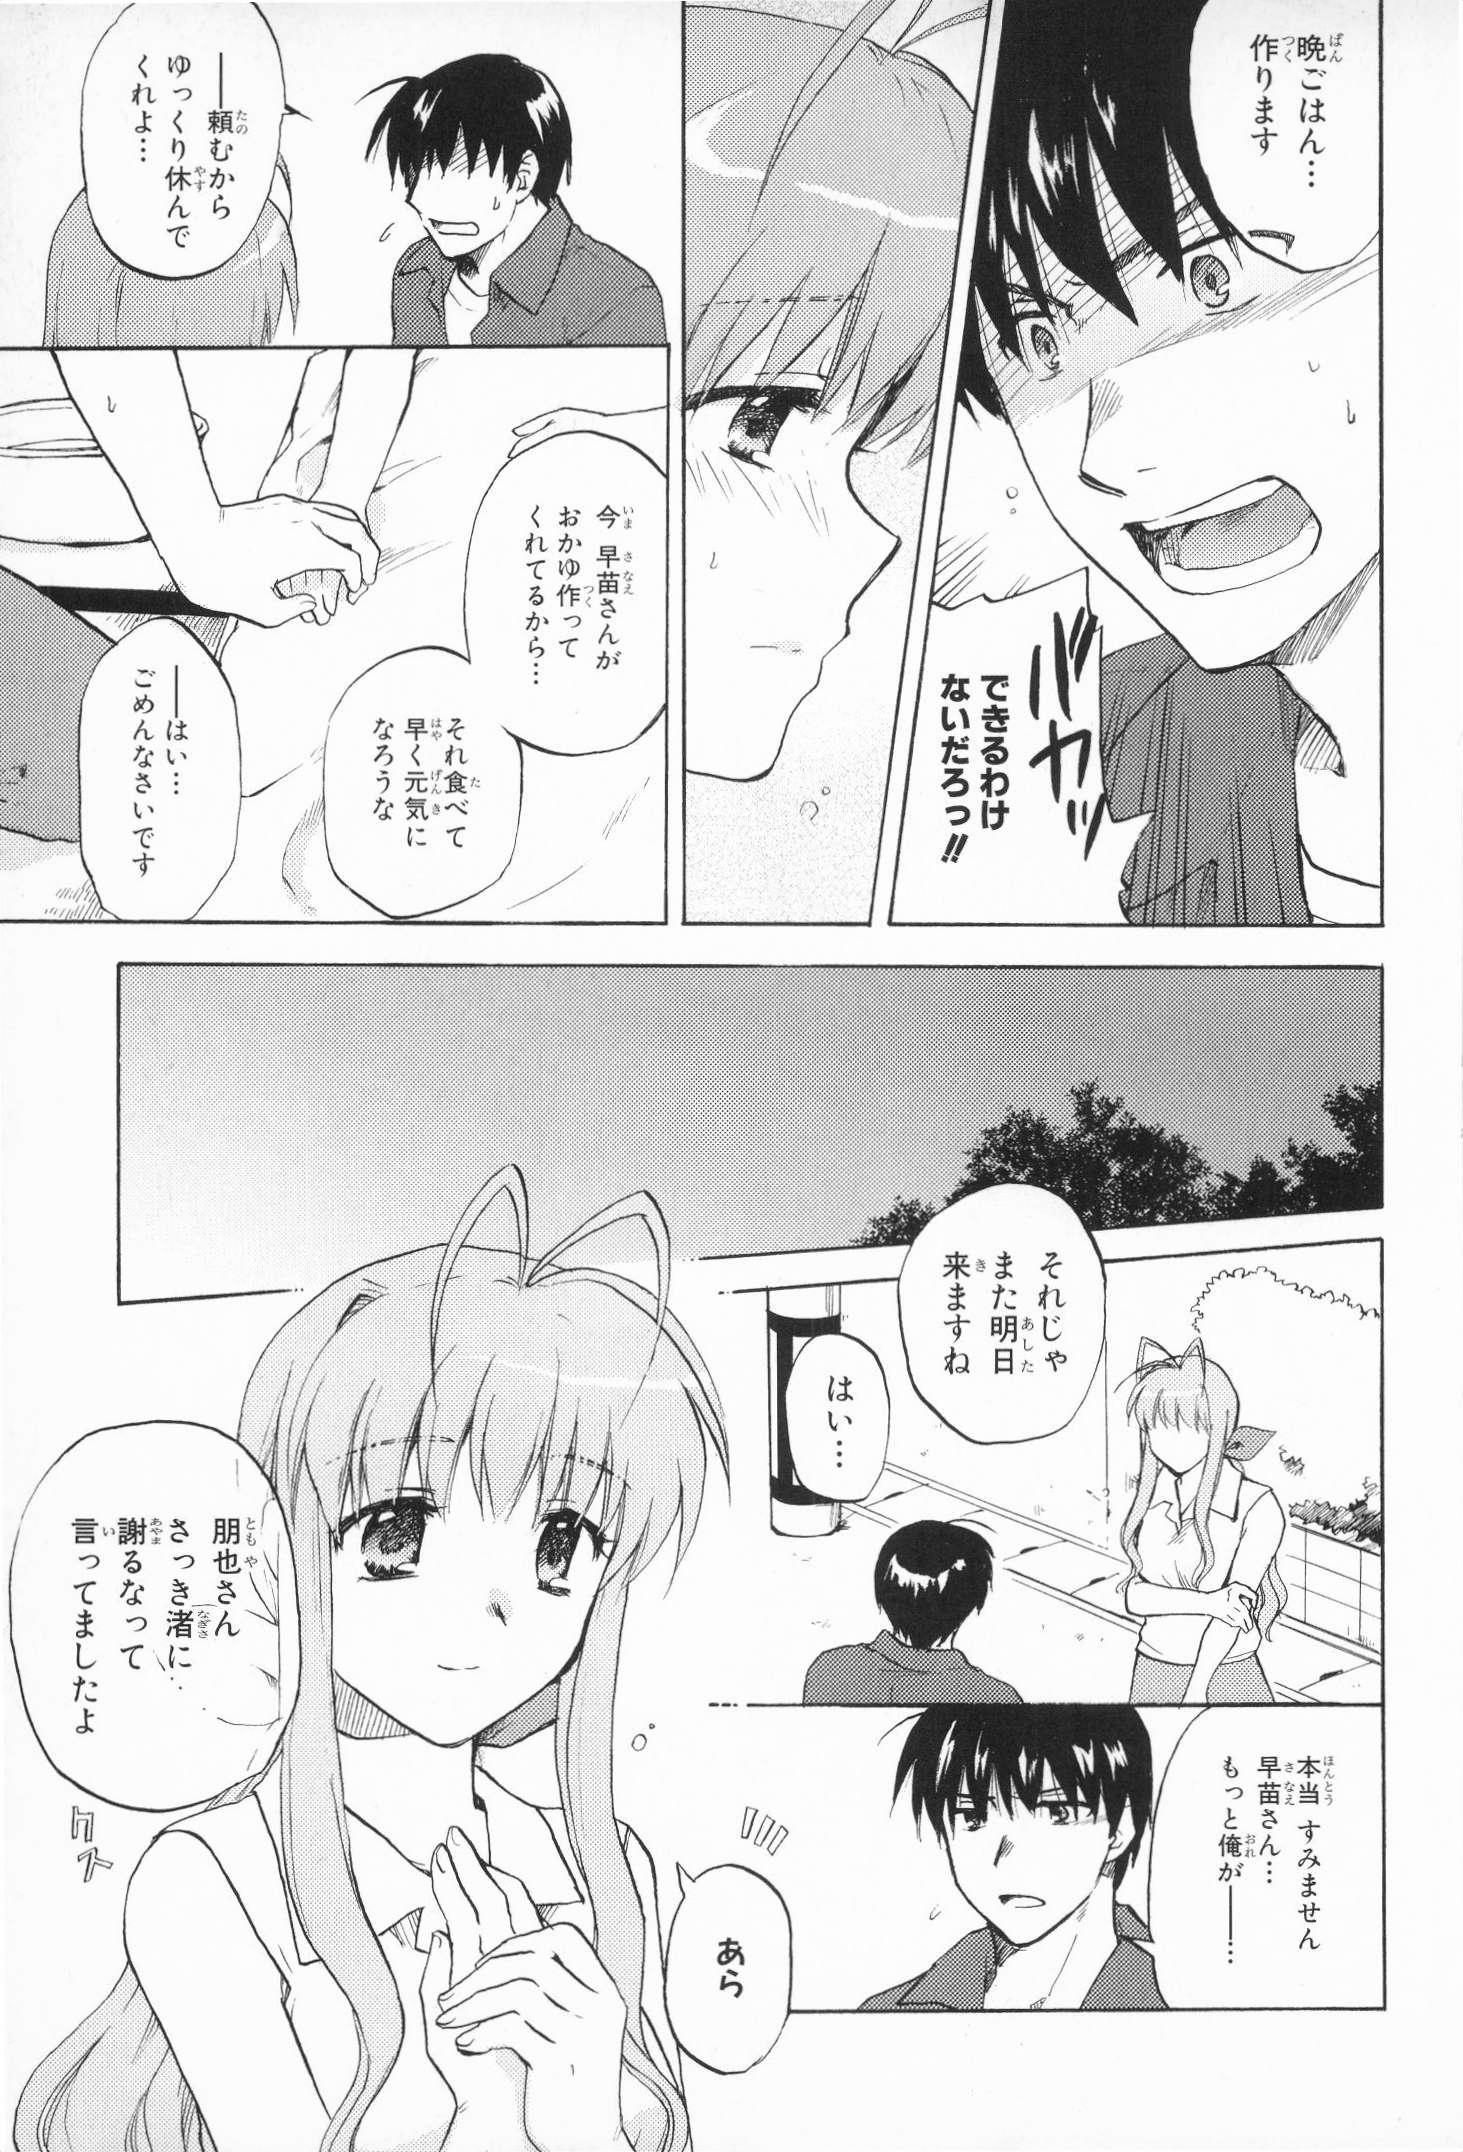 晩ごはん…
作ります
できるわけ
ないだろっ!!
バ
ヤッ
――頼むから
ゆっくり休んで
くれよ…
今 早苗さんが
おかゆ作って
くれてるから…
それ食べて
早く元気に
なろうな
――はい…
ごめんなさいです
それじゃ
また明日
来ますね
はい…
本当 すみません
早苗さん…
もっと俺が――…
あら
朋也さん
さっき渚に
謝るなって
言ってましたよ
クス